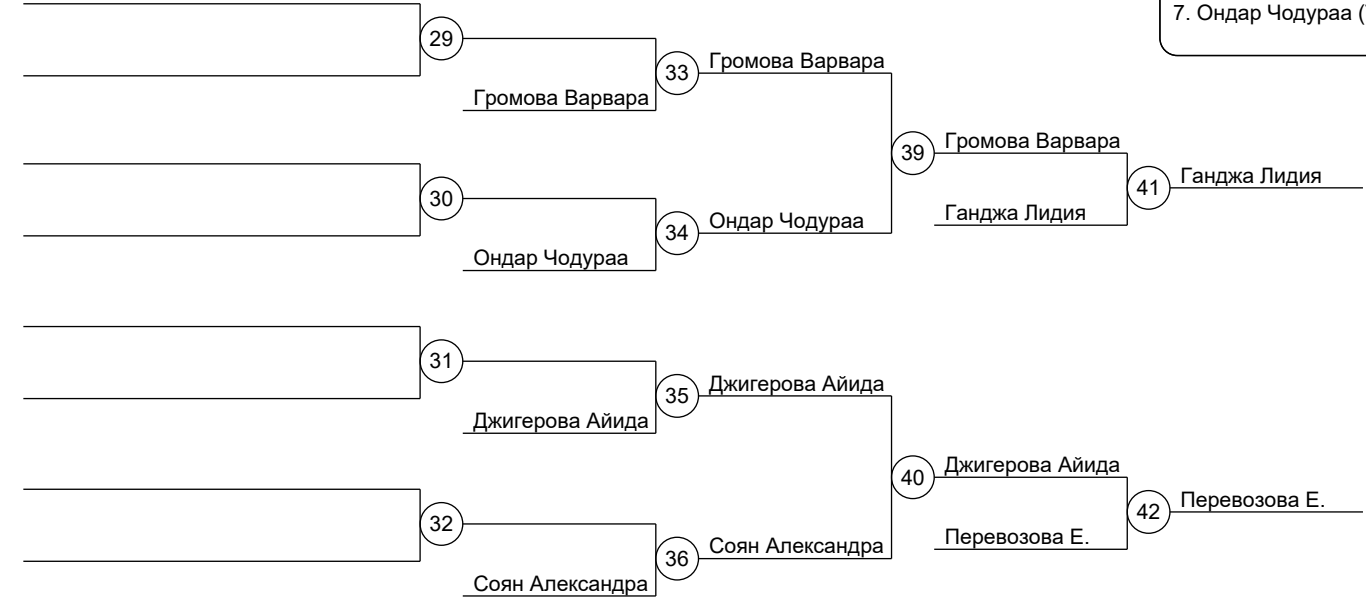 7. Ондар Чодураа (
29
Громова Варвара
33
Громова Варвара
39
Громова Варвара
41
Ганджа Лидия
Ганджа Лидия
30
34
Ондар Чодураа
Ондар Чодураа
31
35
Джигерова Айида
Джигерова Айида
40
Джигерова Айида
42
Перевозова Е.
Перевозова Е.
32
36
Соян Александра
Соян Александра